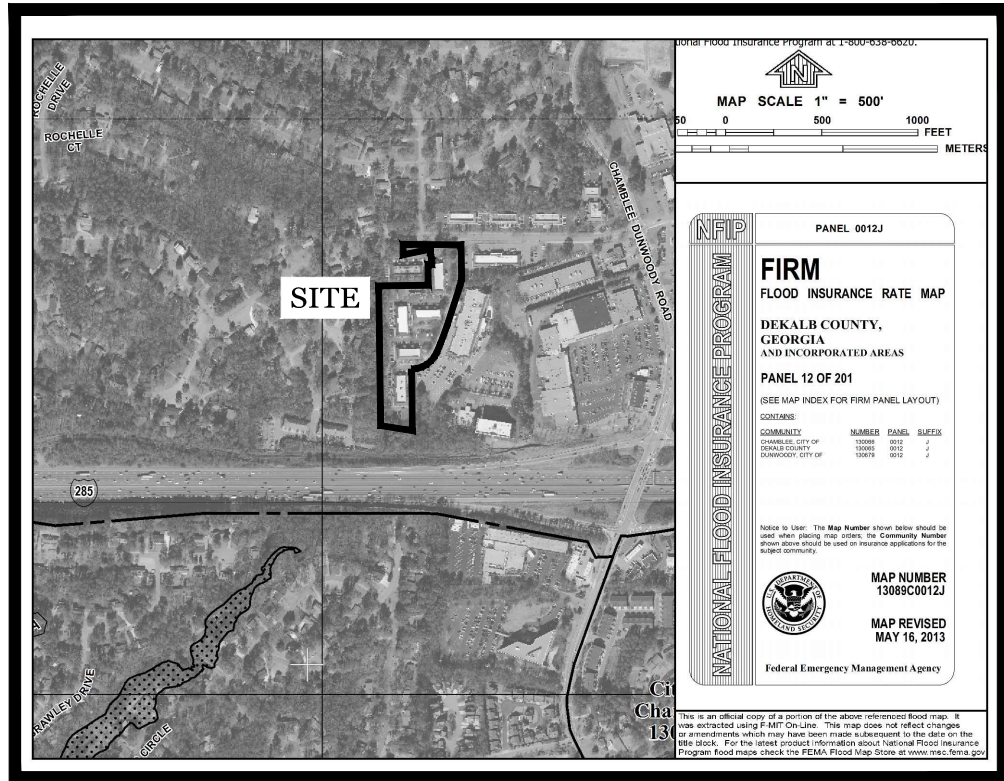 ional Flood Insurance Program at 1-800-638-6620.
N
MAP SCALE 1" = 500'
50 0 500 1000
FEET
METERS
ROCHELLE
DRIVE
ROCHELLE
CT
CHAMBLEE DUNWOODY ROAD
SITE
285
RAWLEY DRIVE
CIRCLE
Cit
Cha
130
NFIP
PANEL 0012J
NATIONAL FLOOD INSURANCE PROGRAM
FIRM
FLOOD INSURANCE RATE MAP
DEKALB COUNTY,
GEORGIA
AND INCORPORATED AREAS
PANEL 12 OF 201
(SEE MAP INDEX FOR FIRM PANEL LAYOUT)
CONTAINS:
COMMUNITY NUMBER PANEL SUFFIX
CHAMBLEE, CITY OF 130066 0012 J
DEKALB COUNTY 130065 0012 J
DUNWOODY, CITY OF 130679 0012 J
Notice to User: The Map Number shown below should be
used when placing map orders; the Community Number
shown above should be used on insurance applications for the
subject community.
U.S. DEPARTMENT OF
HOMELAND SECURITY
MAP NUMBER
13089C0012J
MAP REVISED
MAY 16, 2013
Federal Emergency Management Agency
This is an official copy of a portion of the above referenced flood map. It
was extracted using F-MIT On-Line. This map does not reflect changes
or amendments which may have been made subsequent to the date on the
title block. For the latest product information about National Flood Insurance
Program flood maps check the FEMA Flood Map Store at www.msc.fema.gov